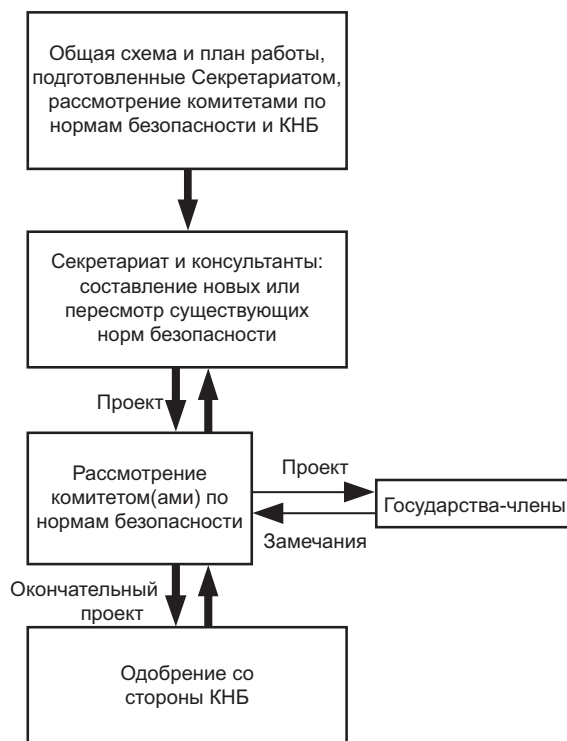 Общая схема и план работы,
подготовленные Секретариатом,
рассмотрение комитетами по
нормам безопасности и КНБ
Секретариат и консультанты:
составление новых или
пересмотр существующих
норм безопасности
Проект
Рассмотрение
комитетом(ами) по
нормам безопасности
Проект
Государства-члены
Замечания
Окончательный
проект
Одобрение со
стороны КНБ